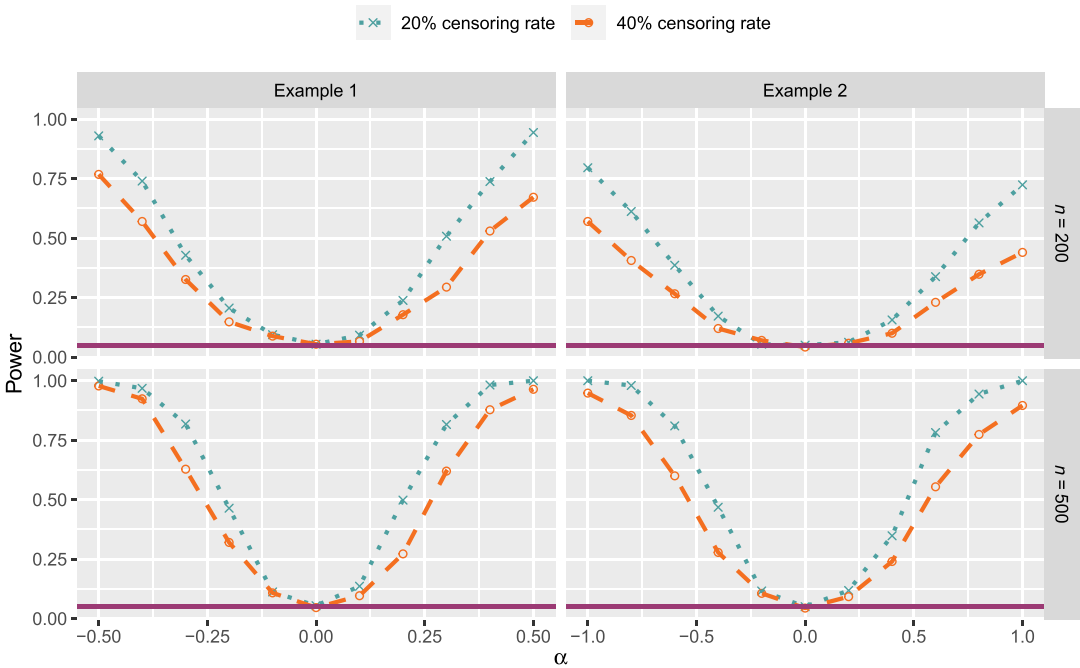 20% censoring rate 40% censoring rate
Example 1 Example 2
1.00
0.75
0.50
0.25
0.00
n = 200
1.00
0.75
0.50
0.25
0.00
n = 500
Power
−0.50 −0.25 0.00 0.25 0.50 −1.0 −0.5 0.0 0.5 1.0
α